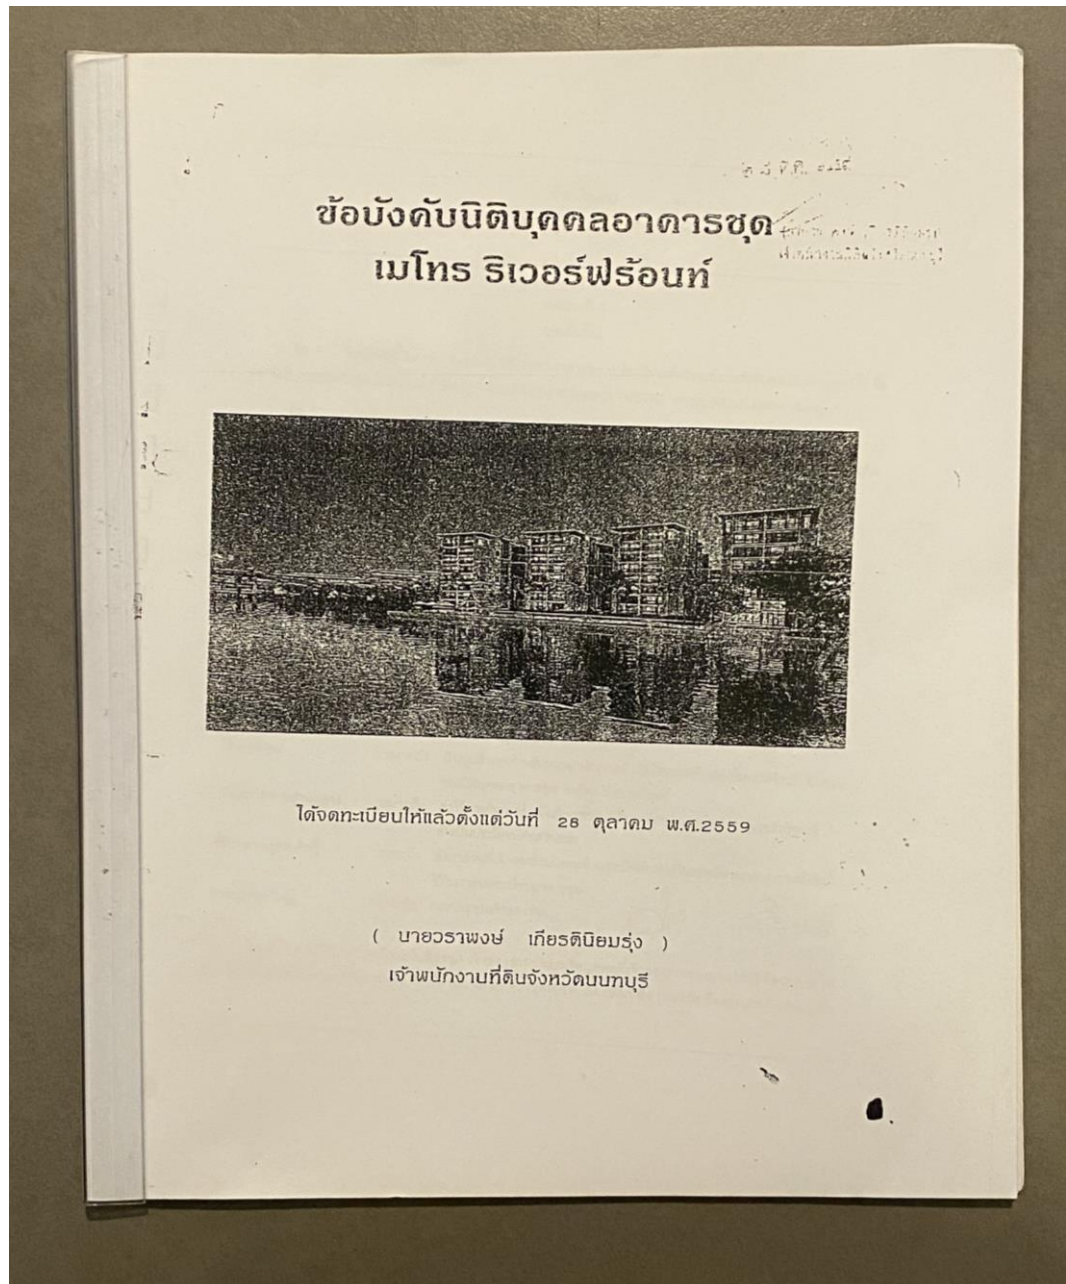 ข้อบังคับนิติบุคคลอาคารชุด
เมโทร ริเวอร์ฟร้อนท์
ได้จดทะเบียนให้แล้วตั้งแต่วันที่ 28 ตุลาคม พ.ศ.2559
( นายวราพงษ์ เกียรตินิยมรุ่ง )
เจ้าพนักงานที่ดินจังหวัดนนทบุรี